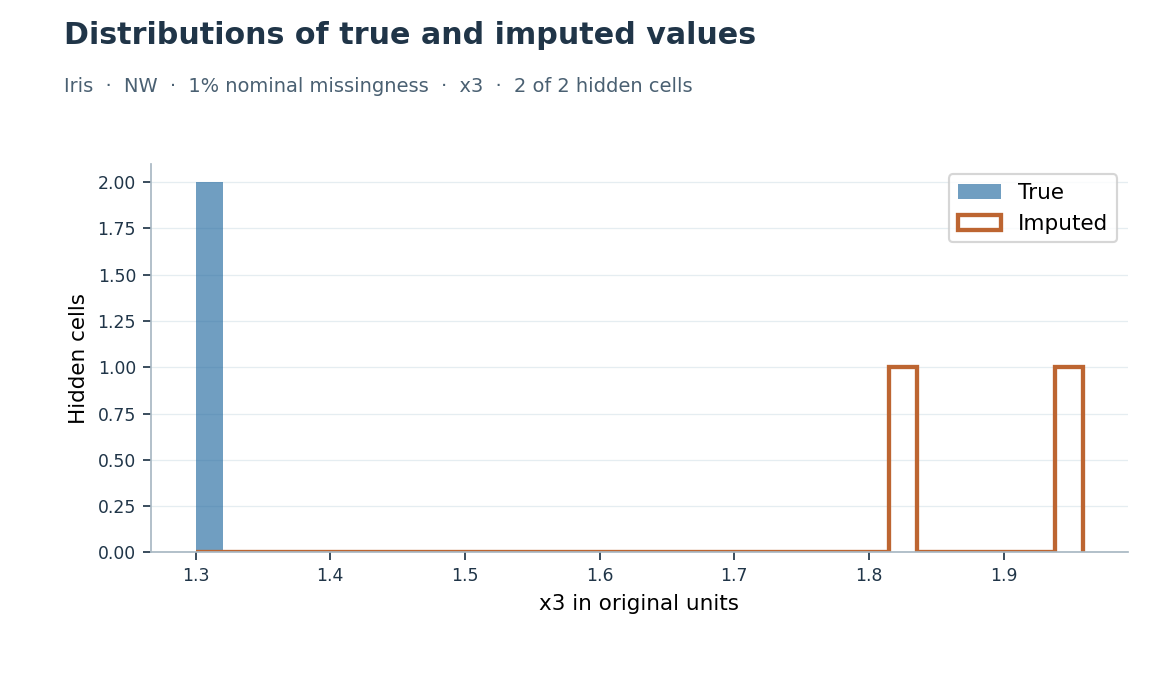 Distributions of true and imputed values
Iris · NW · 1% nominal missingness · x3 · 2 of 2 hidden cells
True
Imputed
Hidden cells
2.00
1.75
1.50
1.25
1.00
0.75
0.50
0.25
0.00
1.3 1.4 1.5 1.6 1.7 1.8 1.9
x3 in original units